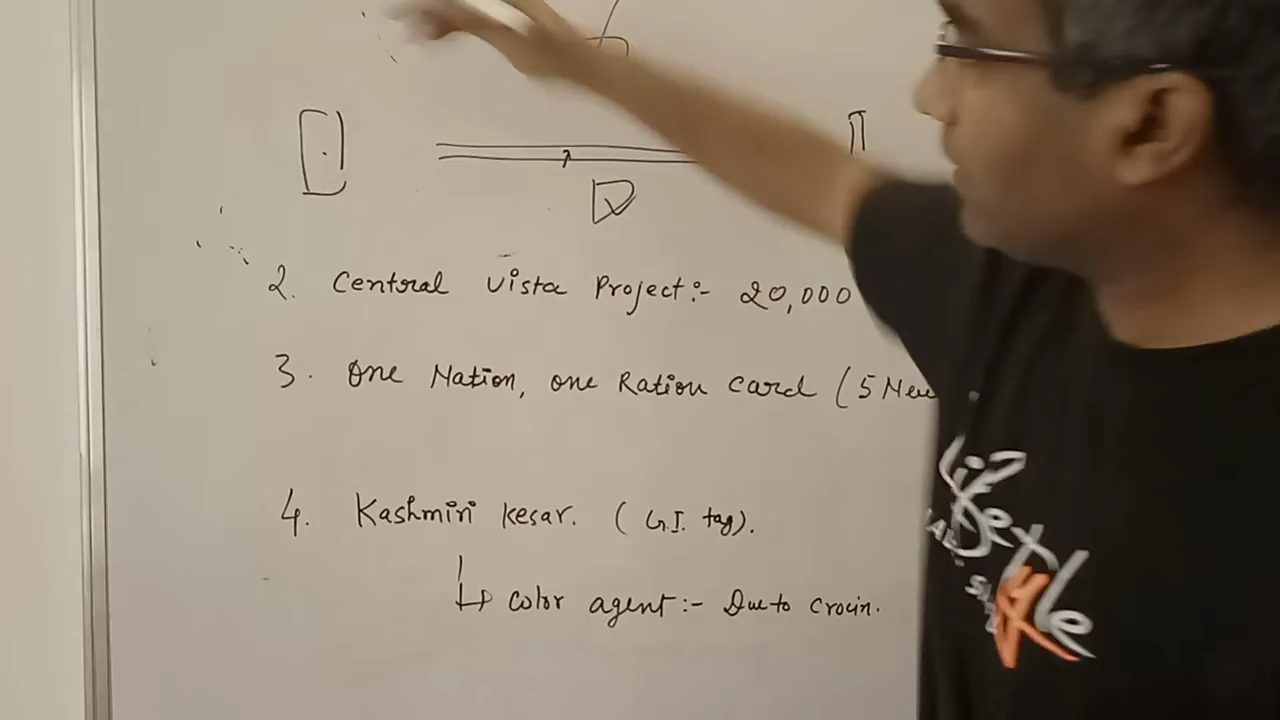 2. Central Vista Project:- 20,000
3. One Nation, one Ration card (5 New
4. Kashmiri Kesar. (G.I. tag).
↳ color agent:- Due to crocin.